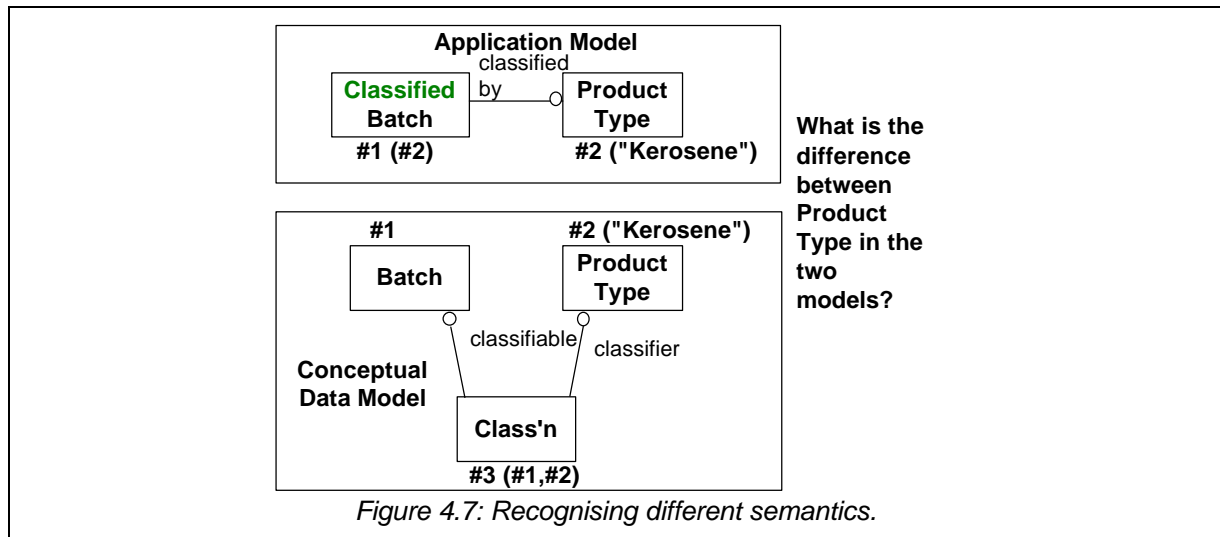 Application Model
classified
by
Classified
Batch
#1 (#2)
Product
Type
#2 ("Kerosene")
What is the
difference
between
Product
Type in the
two
models?
#1
Batch
#2 ("Kerosene")
Product
Type
classifiable
classifier
Conceptual
Data Model
Class'n
#3 (#1,#2)
Figure 4.7: Recognising different semantics.